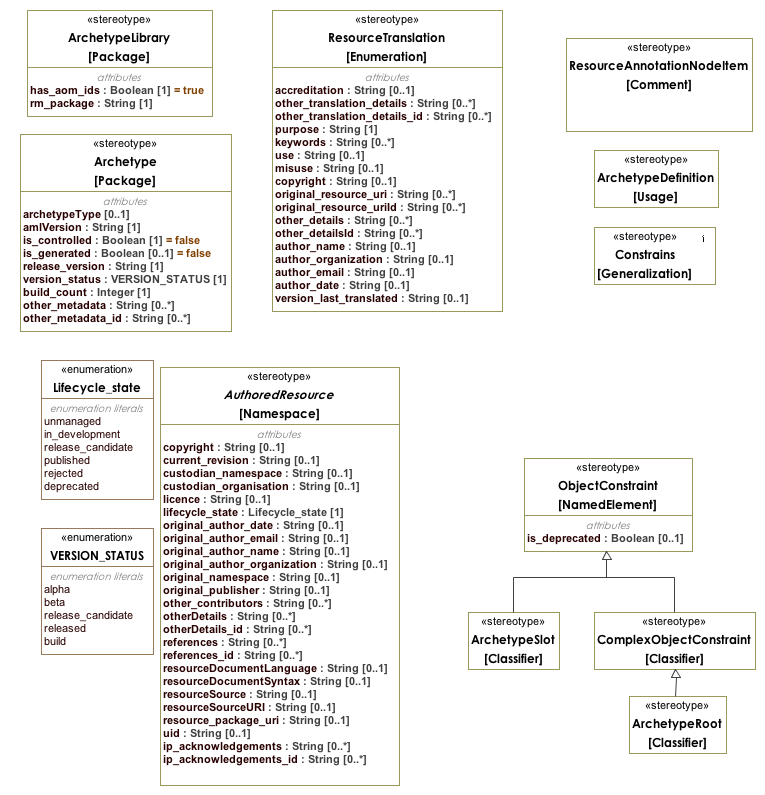 «stereotype»
ArchetypeLibrary
[Package]
attributes
has_aom_ids : Boolean [1] = true
rm_package : String [1]
«stereotype»
Archetype
[Package]
attributes
archetypeType [0..1]
amlVersion : String [1]
is_controlled : Boolean [1] = false
is_generated : Boolean [0..1] = false
release_version : String [1]
version_status : VERSION_STATUS [1]
build_count : Integer [1]
other_metadata : String [0..*]
other_metadata_id : String [0..*]
«stereotype»
ResourceTranslation
[Enumeration]
attributes
accreditation : String [0..1]
other_translation_details : String [0..*]
other_translation_details_id : String [0..*]
purpose : String [1]
keywords : String [0..*]
use : String [0..1]
misuse : String [0..1]
copyright : String [0..1]
original_resource_uri : String [0..*]
original_resource_uriId : String [0..*]
other_details : String [0..*]
other_detailsId : String [0..*]
author_name : String [0..1]
author_organization : String [0..1]
author_email : String [0..1]
author_date : String [0..1]
version_last_translated : String [0..1]
«stereotype»
ResourceAnnotationNodeItem
[Comment]
«stereotype»
ArchetypeDefinition
[Usage]
«stereotype»
i
Constrains
[Generalization]
«enumeration»
Lifecycle_state
enumeration literals
unmanaged
in_development
release_candidate
published
rejected
deprecated
«enumeration»
VERSION_STATUS
enumeration literals
alpha
beta
release_candidate
released
build
«stereotype»
AuthoredResource
[Namespace]
attributes
copyright : String [0..1]
current_revision : String [0..1]
custodian_namespace : String [0..1]
custodian_organisation : String [0..1]
licence : String [0..1]
lifecycle_state : Lifecycle_state [1]
original_author_date : String [0..1]
original_author_email : String [0..1]
original_author_name : String [0..1]
original_author_organization : String [0..1]
original_namespace : String [0..1]
original_publisher : String [0..1]
other_contributors : String [0..*]
otherDetails : String [0..*]
otherDetails_id : String [0..*]
references : String [0..*]
references_id : String [0..*]
resourceDocumentLanguage : String [0..1]
resourceDocumentSyntax : String [0..1]
resourceSource : String [0..1]
resourceSourceURI : String [0..1]
resource_package_uri : String [0..1]
uid : String [0..1]
ip_acknowledgements : String [0..*]
ip_acknowledgements_id : String [0..*]
«stereotype»
ObjectConstraint
[NamedElement]
attributes
is_deprecated : Boolean [0..1]
«stereotype»
ArchetypeSlot
[Classifier]
«stereotype»
ComplexObjectConstraint
[Classifier]
«stereotype»
ArchetypeRoot
[Classifier]